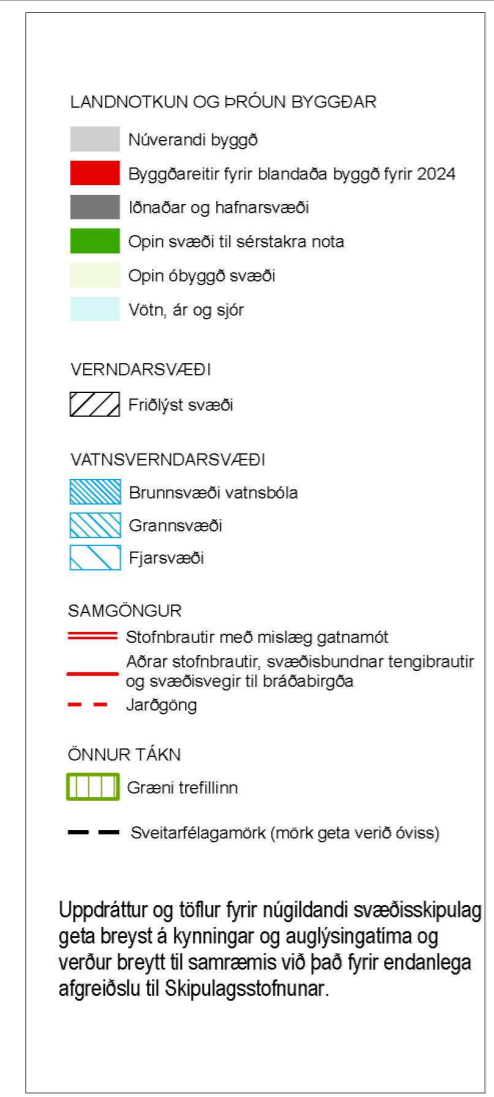 LANDNOTKUN OG ÞRÓUN BYGGÐAR
Núverandi byggð
Byggðareitir fyrir blandaða byggð fyrir 2024
Iðnaðar og hafnarsvæði
Opin svæði til sérstakra nota
Opin óbyggð svæði
Vötn, ár og sjór
VERNDARSVÆÐI
Friðlýst svæði
VATNSVERNDARSVÆÐI
Brunnsvæði vatnsbóla
Grannsvæði
Fjarsvæði
SAMGÖNGUR
Stofnbrautir með mislæg gatnamót
Aðrar stofnbrautir, svæðisbundnar tengibrautir
og svæðisvegir til bráðabirgða
Jarðgöng
ÖNNUR TÁKN
Græni trefillinn
Sveitarfélagamörk (mörk geta verið óviss)
Uppdráttur og töflur fyrir núgildandi svæðisskipulag
geta breyst á kynningar og auglýsingatíma og
verður breytt til samræmis við það fyrir endanlega
afgreiðslu til Skipulagsstofnunar.